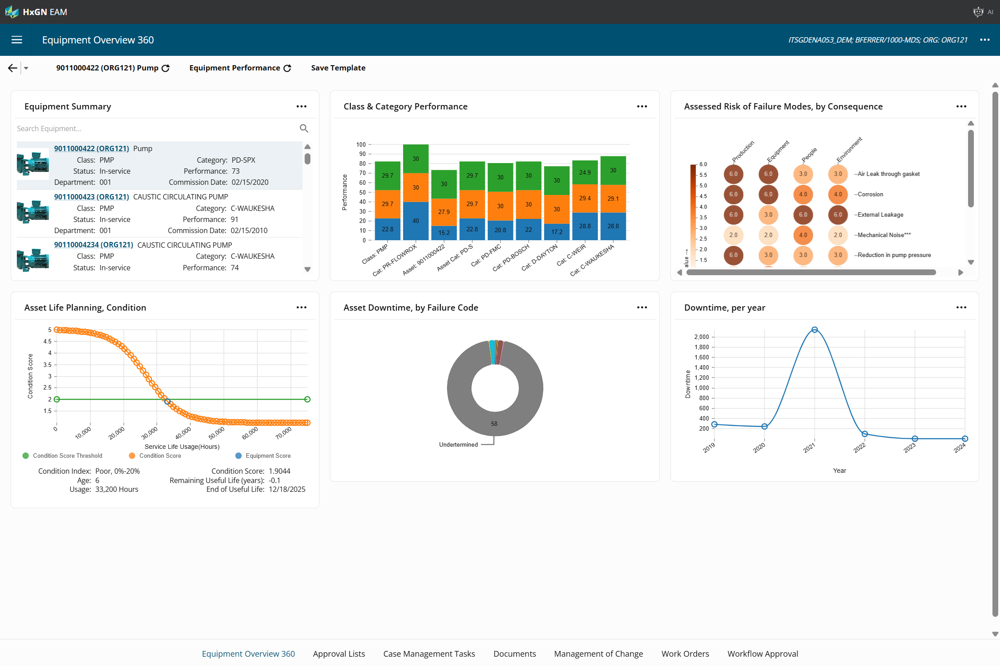 HxGN EAM
AI
Equipment Overview 360
ITSGDENA053_DEM; BFERRER/1000-MDS; ORG: ORG121
9011000422 (ORG121) Pump
Equipment Performance
Save Template
Equipment Summary
Search Equipment...
9011000422 (ORG121) Pump
Class: PMP Category: PD-SPX
Status: In-service Performance: 73
Department: 001 Commission Date: 02/15/2020
9011000423 (ORG121) CAUSTIC CIRCULATING PUMP
Class: PMP Category: C-WAUKESHA
Status: In-service Performance: 91
Department: 001 Commission Date: 02/15/2010
90110004234 (ORG121) CAUSTIC CIRCULATING PUMP
Class: PMP Category: C-WAUKESHA
Status: In-service Performance: 74
Class & Category Performance
Performance
100
90
80
70
60
50
40
30
20
10
0
29.7 30 30 29.7 30 30 30 24.9 30
29.7 30 27.9 29.7 30 30 30 29.4 29.1
22.8 40 15.2 22.8 20.8 22 17.2 28.8 28.8
Class: PMP
Cat: PR-FLOWROX
Asset: 9011000422
Asset Cat: PD-S
Cat: PD-FMC
Cat: PD-BOSCH
Cat: D-DAYTON
Cat: C-WEIR
Cat: C-WAUKESHA
Assessed Risk of Failure Modes, by Consequence
Production
Equipment
People
Environment
6.0
5.5
5.0
4.5
4.0
3.5
3.0
2.5
2.0
1.5
alue →
6.0 6.0 3.0 3.0 Air Leak through gasket
6.0 6.0 4.0 4.0 Corrosion
6.0 3.0 6.0 6.0 External Leakage
2.0 2.0 4.0 2.0 Mechanical Noise***
6.0 3.0 3.0 3.0 Reduction in pump pressure
Asset Life Planning, Condition
Condition Score
5
4.5
4
3.5
3
2.5
2
1.5
0
10,000
20,000
30,000
40,000
50,000
60,000
70,000
Service Life Usage(Hours)
Condition Score Threshold
Condition Score
Equipment Score
Condition Index: Poor, 0%-20% Condition Score: 1.9044
Age: 6 Remaining Useful Life (years): -0.1
Usage: 33,200 Hours End of Useful Life: 12/18/2025
Asset Downtime, by Failure Code
58
Undertermined
Downtime, per year
Downtime
2,000
1,800
1,600
1,400
1,200
1,000
800
600
400
200
2019
2020
2021
2022
2023
2024
Year
Equipment Overview 360
Approval Lists
Case Management Tasks
Documents
Management of Change
Work Orders
Workflow Approval